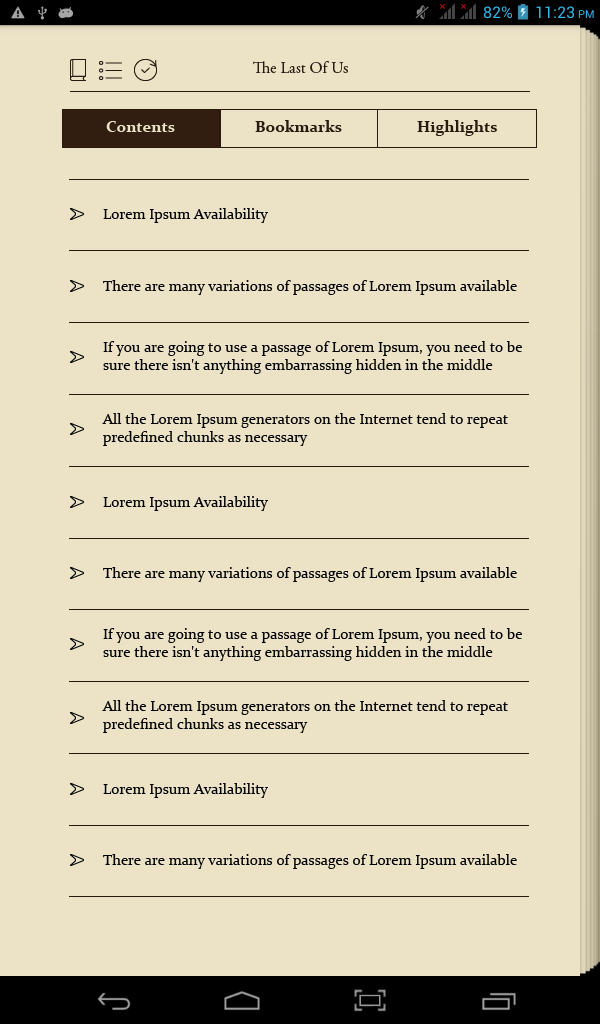 82% 11:23 PM
The Last Of Us
Contents Bookmarks Highlights
Lorem Ipsum Availability
There are many variations of passages of Lorem Ipsum available
If you are going to use a passage of Lorem Ipsum, you need to be
sure there isn't anything embarrassing hidden in the middle
All the Lorem Ipsum generators on the Internet tend to repeat
predefined chunks as necessary
Lorem Ipsum Availability
There are many variations of passages of Lorem Ipsum available
If you are going to use a passage of Lorem Ipsum, you need to be
sure there isn't anything embarrassing hidden in the middle
All the Lorem Ipsum generators on the Internet tend to repeat
predefined chunks as necessary
Lorem Ipsum Availability
There are many variations of passages of Lorem Ipsum available